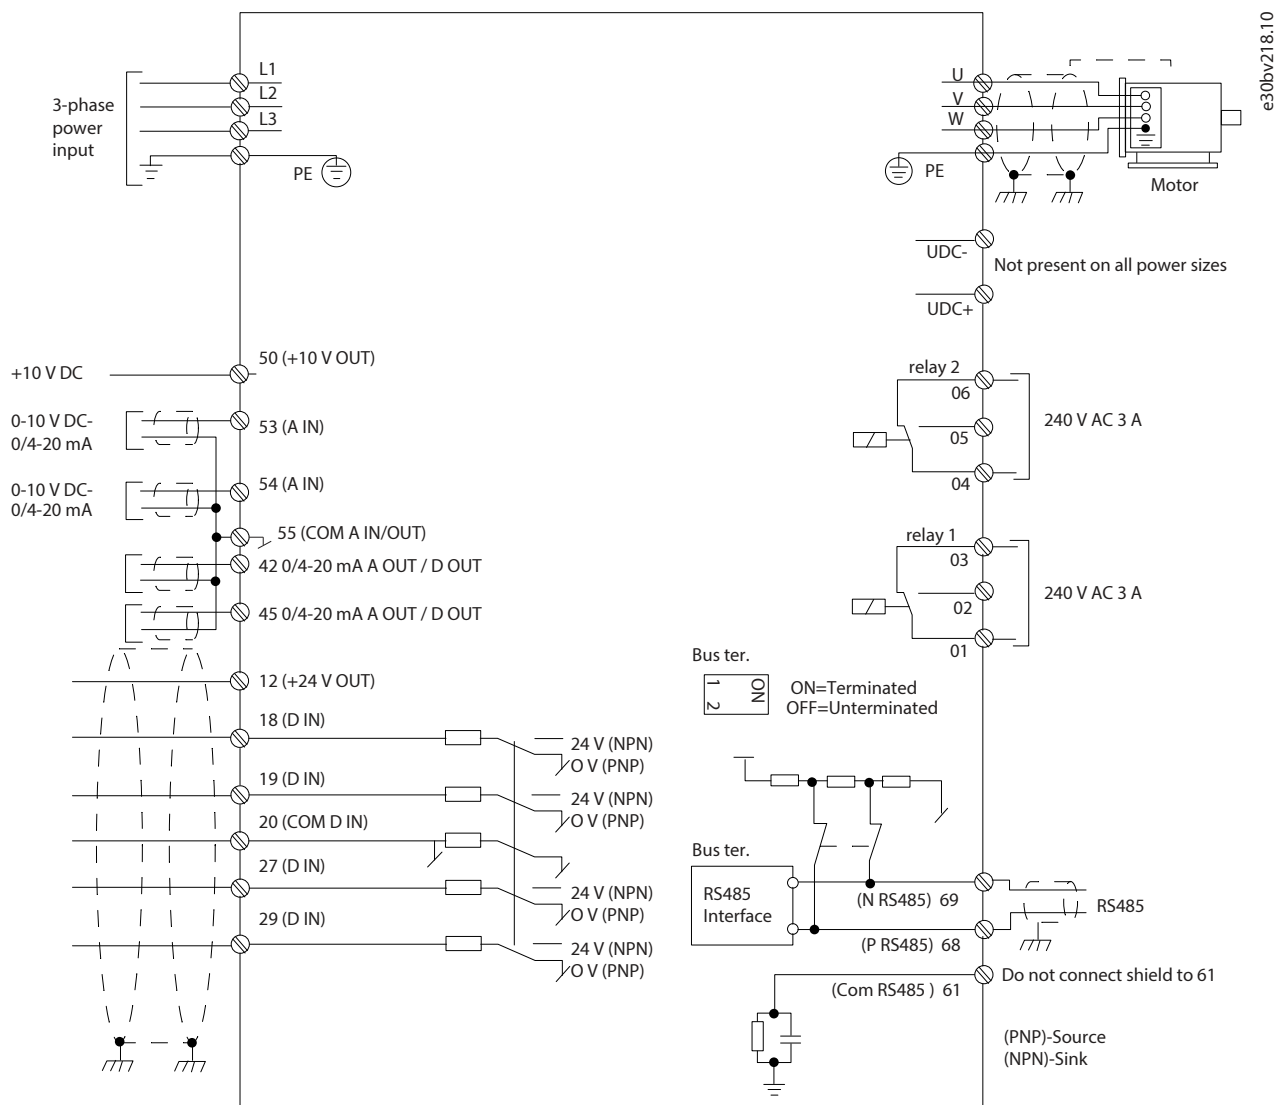 e30bv218.10
3-phase
power
input
L1
L2
L3
PE
U
V
W
PE
Motor
UDC-
Not present on all power sizes
UDC+
+10 V DC
50 (+10 V OUT)
0-10 V DC-
0/4-20 mA
53 (A IN)
0-10 V DC-
0/4-20 mA
54 (A IN)
55 (COM A IN/OUT)
42 0/4-20 mA A OUT / D OUT
45 0/4-20 mA A OUT / D OUT
12 (+24 V OUT)
18 (D IN)
24 V (NPN)
O V (PNP)
19 (D IN)
24 V (NPN)
O V (PNP)
20 (COM D IN)
27 (D IN)
24 V (NPN)
O V (PNP)
29 (D IN)
24 V (NPN)
O V (PNP)
relay 2
06
05
04
240 V AC 3 A
relay 1
03
02
01
240 V AC 3 A
Bus ter.
1
2
ON
ON=Terminated
OFF=Unterminated
Bus ter.
RS485
Interface
(N RS485) 69
(P RS485) 68
RS485
(Com RS485 ) 61
Do not connect shield to 61
(PNP)-Source
(NPN)-Sink